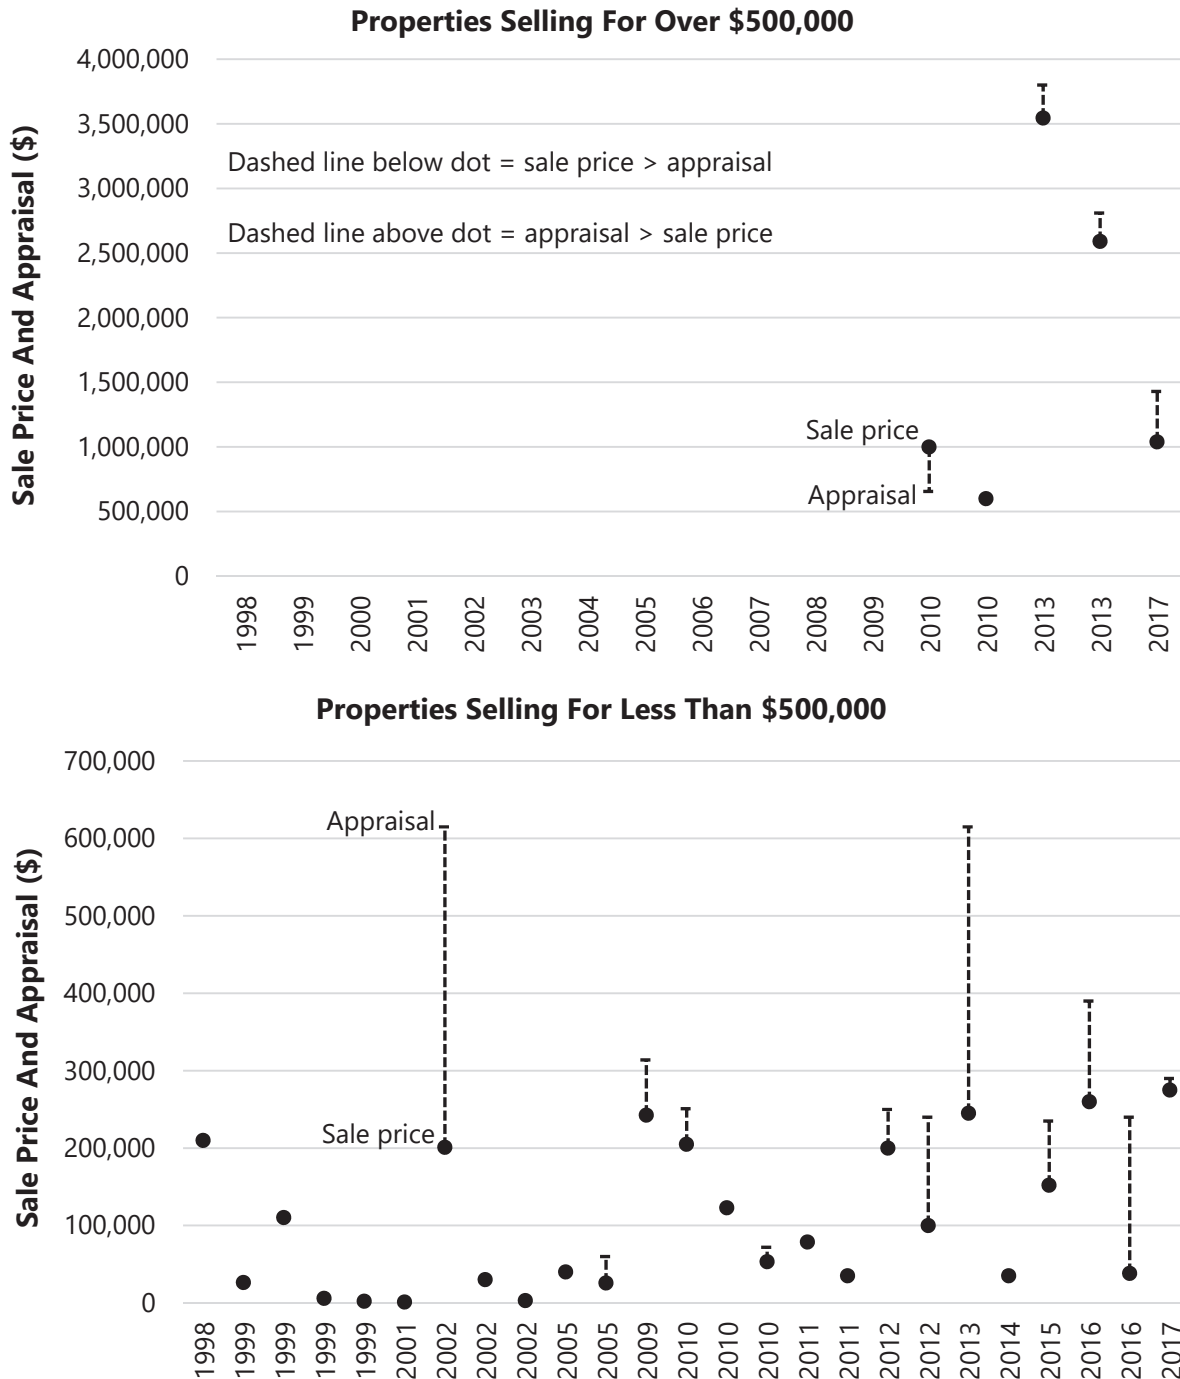 Properties Selling For Over $500,000
Sale Price And Appraisal ($)
4,000,000
3,500,000
Dashed line below dot = sale price > appraisal
3,000,000
Dashed line above dot = appraisal > sale price
2,500,000
2,000,000
1,500,000
Sale price
1,000,000
Appraisal
500,000
0
1998 1999 2000 2001 2002 2003 2004 2005 2006 2007 2008 2009 2010 2010 2013 2013 2017
Properties Selling For Less Than $500,000
Sale Price And Appraisal ($)
700,000
Appraisal
600,000
500,000
400,000
300,000
Sale price
200,000
100,000
0
1998 1999 1999 1999 1999 2001 2002 2002 2002 2005 2005 2009 2010 2010 2010 2011 2011 2012 2012 2013 2014 2015 2016 2016 2017